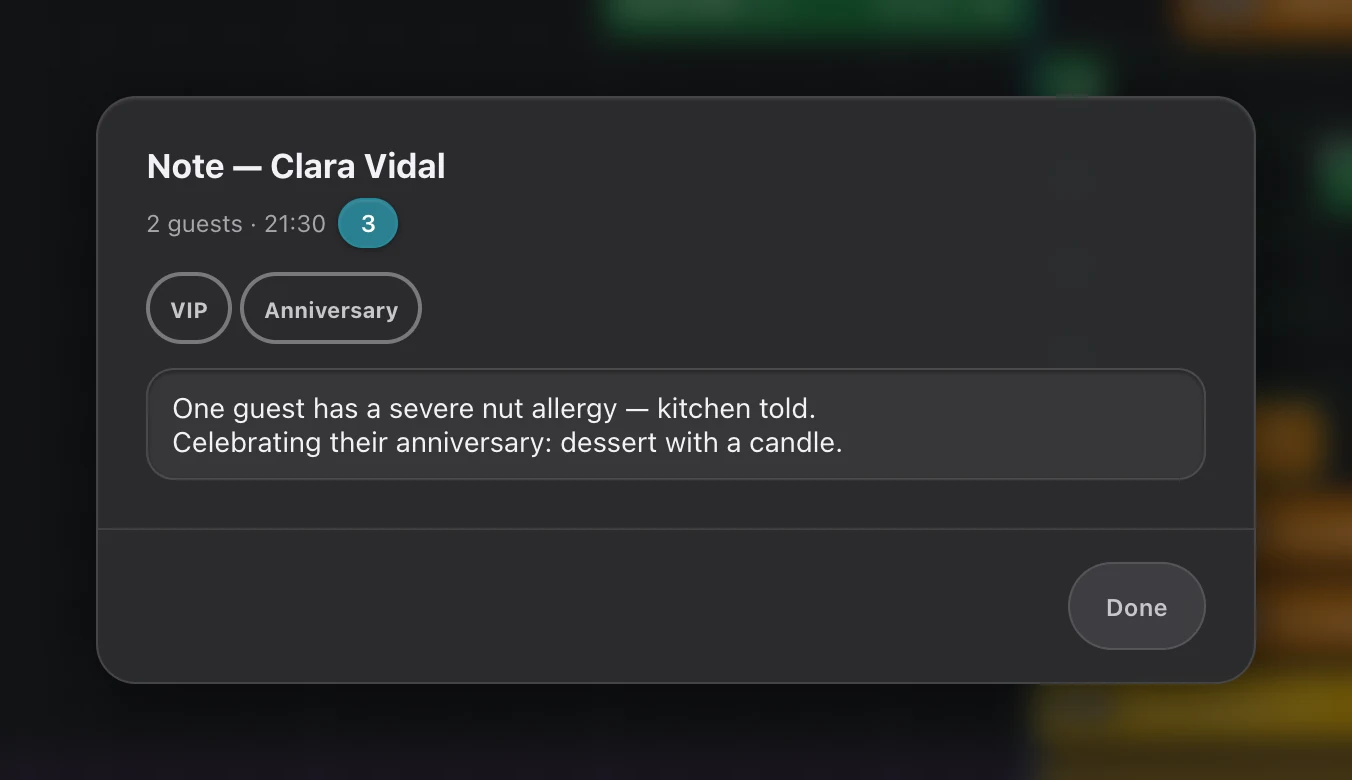 Note — Clara Vidal
2 guests · 21:30 3
VIP Anniversary
One guest has a severe nut allergy — kitchen told.
Celebrating their anniversary: dessert with a candle.
Done